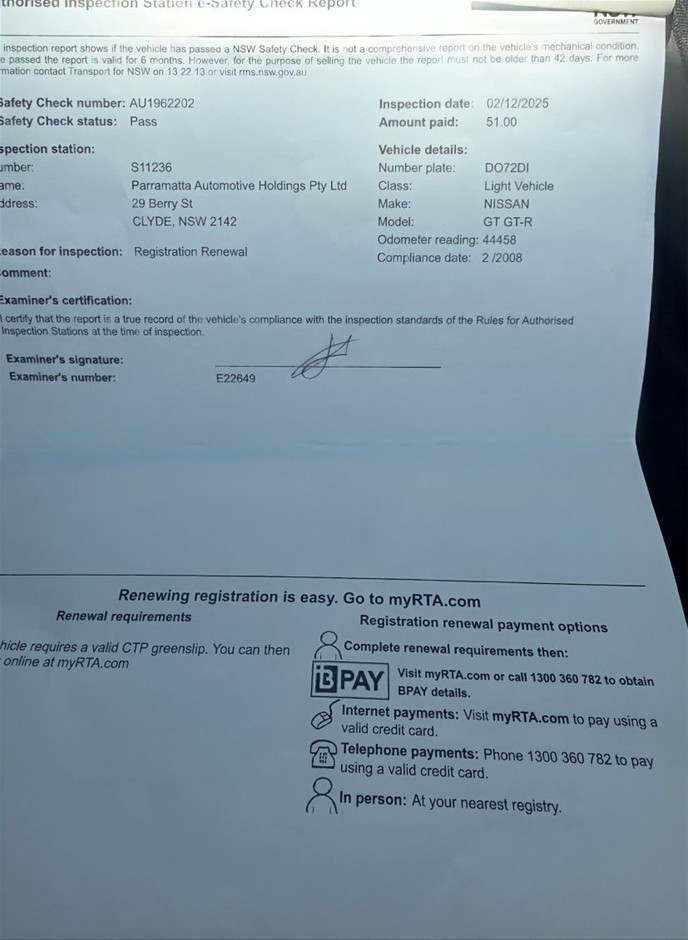 thorised Inspection Station e-Safety Check Report
GOVERNMENT
inspection report shows if the vehicle has passed a NSW Safety Check. It is not a comprehensive report on the vehicle's mechanical condition.
e passed the report is valid for 6 months. However, for the purpose of selling the vehicle the report must not be older than 42 days. For more
rmation contact Transport for NSW on 13 22 13 or visit rms.nsw.gov.au
Safety Check number: AU1962202
Inspection date: 02/12/2025
Safety Check status: Pass
Amount paid: 51.00
spection station:
Vehicle details:
umber: S11236
Number plate: DO72DI
ame: Parramatta Automotive Holdings Pty Ltd
Class: Light Vehicle
ddress: 29 Berry St
Make: NISSAN
CLYDE, NSW 2142
Model: GT GT-R
Odometer reading: 44458
eason for inspection: Registration Renewal
Compliance date: 2 /2008
omment:
Examiner's certification:
I certify that the report is a true record of the vehicle's compliance with the inspection standards of the Rules for Authorised
Inspection Stations at the time of inspection.
Examiner's signature:
Examiner's number: E22649
Renewing registration is easy. Go to myRTA.com
Renewal requirements
Registration renewal payment options
hicle requires a valid CTP greenslip. You can then
online at myRTA.com
Complete renewal requirements then:
BPAY
Visit myRTA.com or call 1300 360 782 to obtain
BPAY details.
Internet payments: Visit myRTA.com to pay using a
valid credit card.
Telephone payments: Phone 1300 360 782 to pay
using a valid credit card.
In person: At your nearest registry.